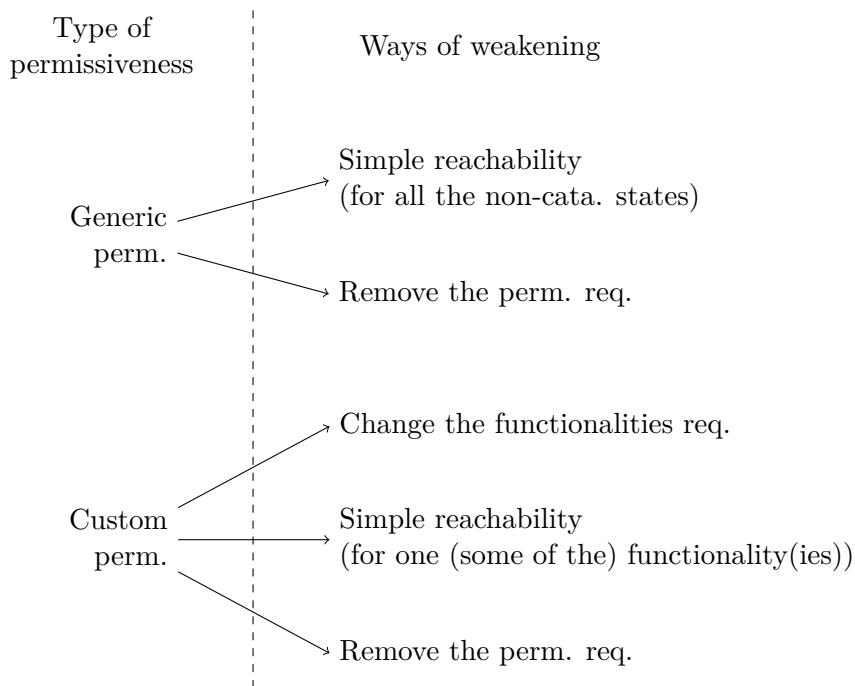 Type of
permissiveness
Ways of weakening
Generic
perm.
Simple reachability
(for all the non-cata. states)
Remove the perm. req.
Custom
perm.
Change the functionalities req.
Simple reachability
(for one (some of the) functionality(ies))
Remove the perm. req.